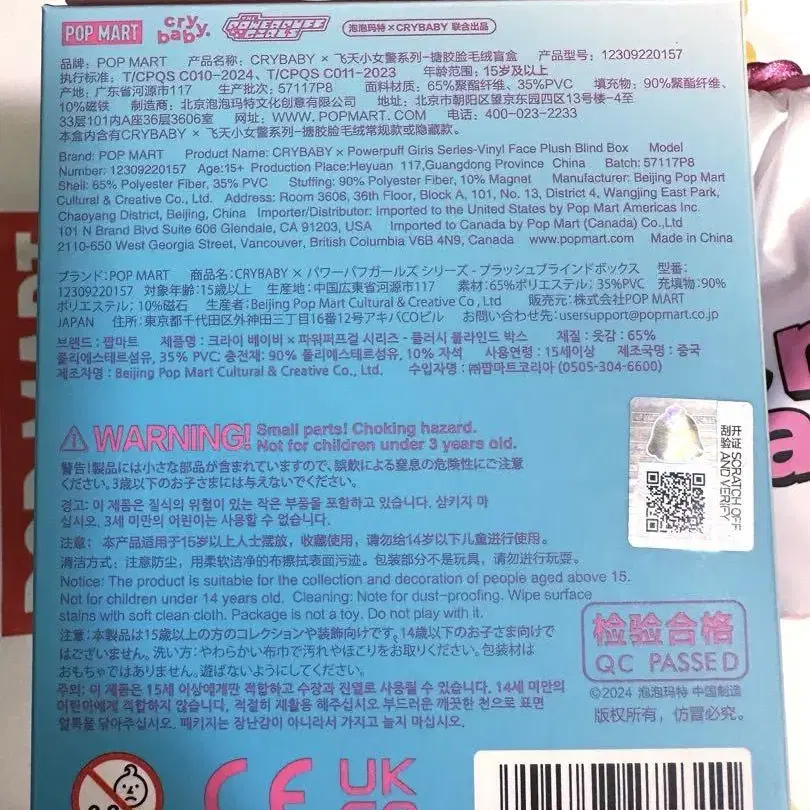 POP MART
cry baby.
THE POWERPUFF GIRLS
泡泡玛特×CRYBABY 联合出品
品牌：POP MART 产品名称：CRYBABY × 飞天小女警系列-搪胶脸毛绒盲盒 产品型号：12309220157
执行标准：T/CPQS C010-2024、T/CPQS C011-2023 年龄范围：15岁及以上
产地：广东省河源市117 生产批次：57117P8 面料材质：65%聚酯纤维、35%PVC 填充物：90%聚酯纤维、
10%磁铁 制造商：北京泡泡玛特文化创意有限公司 地址：北京市朝阳区望京东园四区13号楼-4至
33层101内A座36层3606室 网址：WWW.POPMART.COM 电话：400-023-2233
本盒内含有CRYBABY × 飞天小女警系列-搪胶脸毛绒常规款或隐藏款。
Brand: POP MART Product Name: CRYBABY × Powerpuff Girls Series-Vinyl Face Plush Blind Box Model
Number: 12309220157 Age:15+ Production Place:Heyuan 117,Guangdong Province China Batch: 57117P8
Shell: 65% Polyester Fiber, 35% PVC Stuffing: 90% Polyester Fiber, 10% Magnet Manufacturer: Beijing Pop Mart
Cultural & Creative Co., Ltd. Address: Room 3606, 36th Floor, Block A, 101, No. 13, District 4, Wangjing East Park,
Chaoyang District, Beijing, China Importer/Distributor: Imported to the United States by Pop Mart Americas Inc.
101 N Brand Blvd Suite 606 Glendale, CA 91203, USA Imported to Canada by Pop Mart (Canada) Co.,Ltd
2110-650 West Georgia Street, Vancouver, British Columbia V6B 4N9, Canada www.popmart.com Made in China
ブランド：POP MART 商品名：CRYBABY × パワーパフガールズ シリーズ - プラッシュブラインドボックス 型番：
12309220157 対象年齢：15歳以上 生産地：中国広東省河源市117 素材：65%ポリエステル；35%PVC 充填物：90%
ポリエステル；10%磁石 生産者：Beijing Pop Mart Cultural & Creative Co., Ltd 販売元：株式会社POP MART
JAPAN 住所：東京都千代田区外神田三丁目16番12号アキバCOビル お問い合わせ先：usersupport@popmart.co.jp
브랜드 : 팝마트 제품명 : 크라이 베이비 × 파워퍼프걸 시리즈 - 플러시 블라인드 박스 재질 : 겉감: 65%
폴리에스테르섬유, 35% PVC; 충전재: 90% 폴리에스테르섬유, 10% 자석 사용연령 : 15세이상 제조국명 : 중국
제조자명 : Beijing Pop Mart Cultural & Creative Co., Ltd. 수입자명 : ㈜팝마트코리아 (0505-304-6600)
WARNING! Small parts! Choking hazard.
Not for children under 3 years old.
警告！製品には小さな部品が含まれていますので、誤飲による窒息の危険性にご注意
ください。3歳以下のお子さまには与えないでください。
경고: 이 제품은 질식의 위험이 있는 작은 부품을 포함하고 있습니다. 삼키지 마
십시오. 3세 미만의 어린이는 사용할 수 없습니다.
注意： 本产品适用于15岁以上人士摆放，收藏使用，请勿给14岁以下儿童进行使用。
清洁方式：注意防尘，用柔软洁净的布擦拭表面污迹。包装部分不是玩具，请勿进行玩耍。
Notice: The product is suitable for the collection and decoration of people aged above 15.
Not for children under 14 years old. Cleaning: Note for dust-proofing. Wipe surface
stains with soft clean cloth. Package is not a toy. Do not play with it.
注意：本製品は15歳以上の方のコレクションや装飾向けです。14歳以下のお子さま向けで
はございません。洗い方：やわらかい布巾で汚れやほこりをお取りください。包装材は
おもちゃではありません。遊ばないようにしてください。
주의: 이 제품은 15세 이상에게만 적합하고 수장과 진열로 사용될 수 있습니다. 14세 미만의
어린이에게 적합하지 않습니다. 적절히 재활용 해주십시오 부드러운 깨끗한 천으로 표면
얼룩을 닦아주십시오. 패키지는 장난감이 아니라서 가지고 놀지 마십시오.
SCRATCH OFF
AND VERIFY
检验合格
QC PASSED
©2024 泡泡玛特 中国制造
版权所有，仿冒必究。
CE
UK